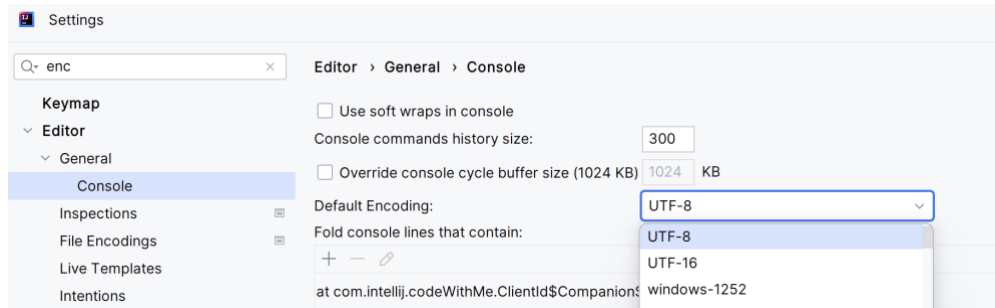 Settings
enc
Keymap
Editor
General
Console
Inspections
File Encodings
Live Templates
Intentions
Editor › General › Console
Use soft wraps in console
Console commands history size: 300
Override console cycle buffer size (1024 KB) 1024 KB
Default Encoding: UTF-8
Fold console lines that contain:
at com.intellij.codeWithMe.ClientId$Companion
UTF-8
UTF-16
windows-1252